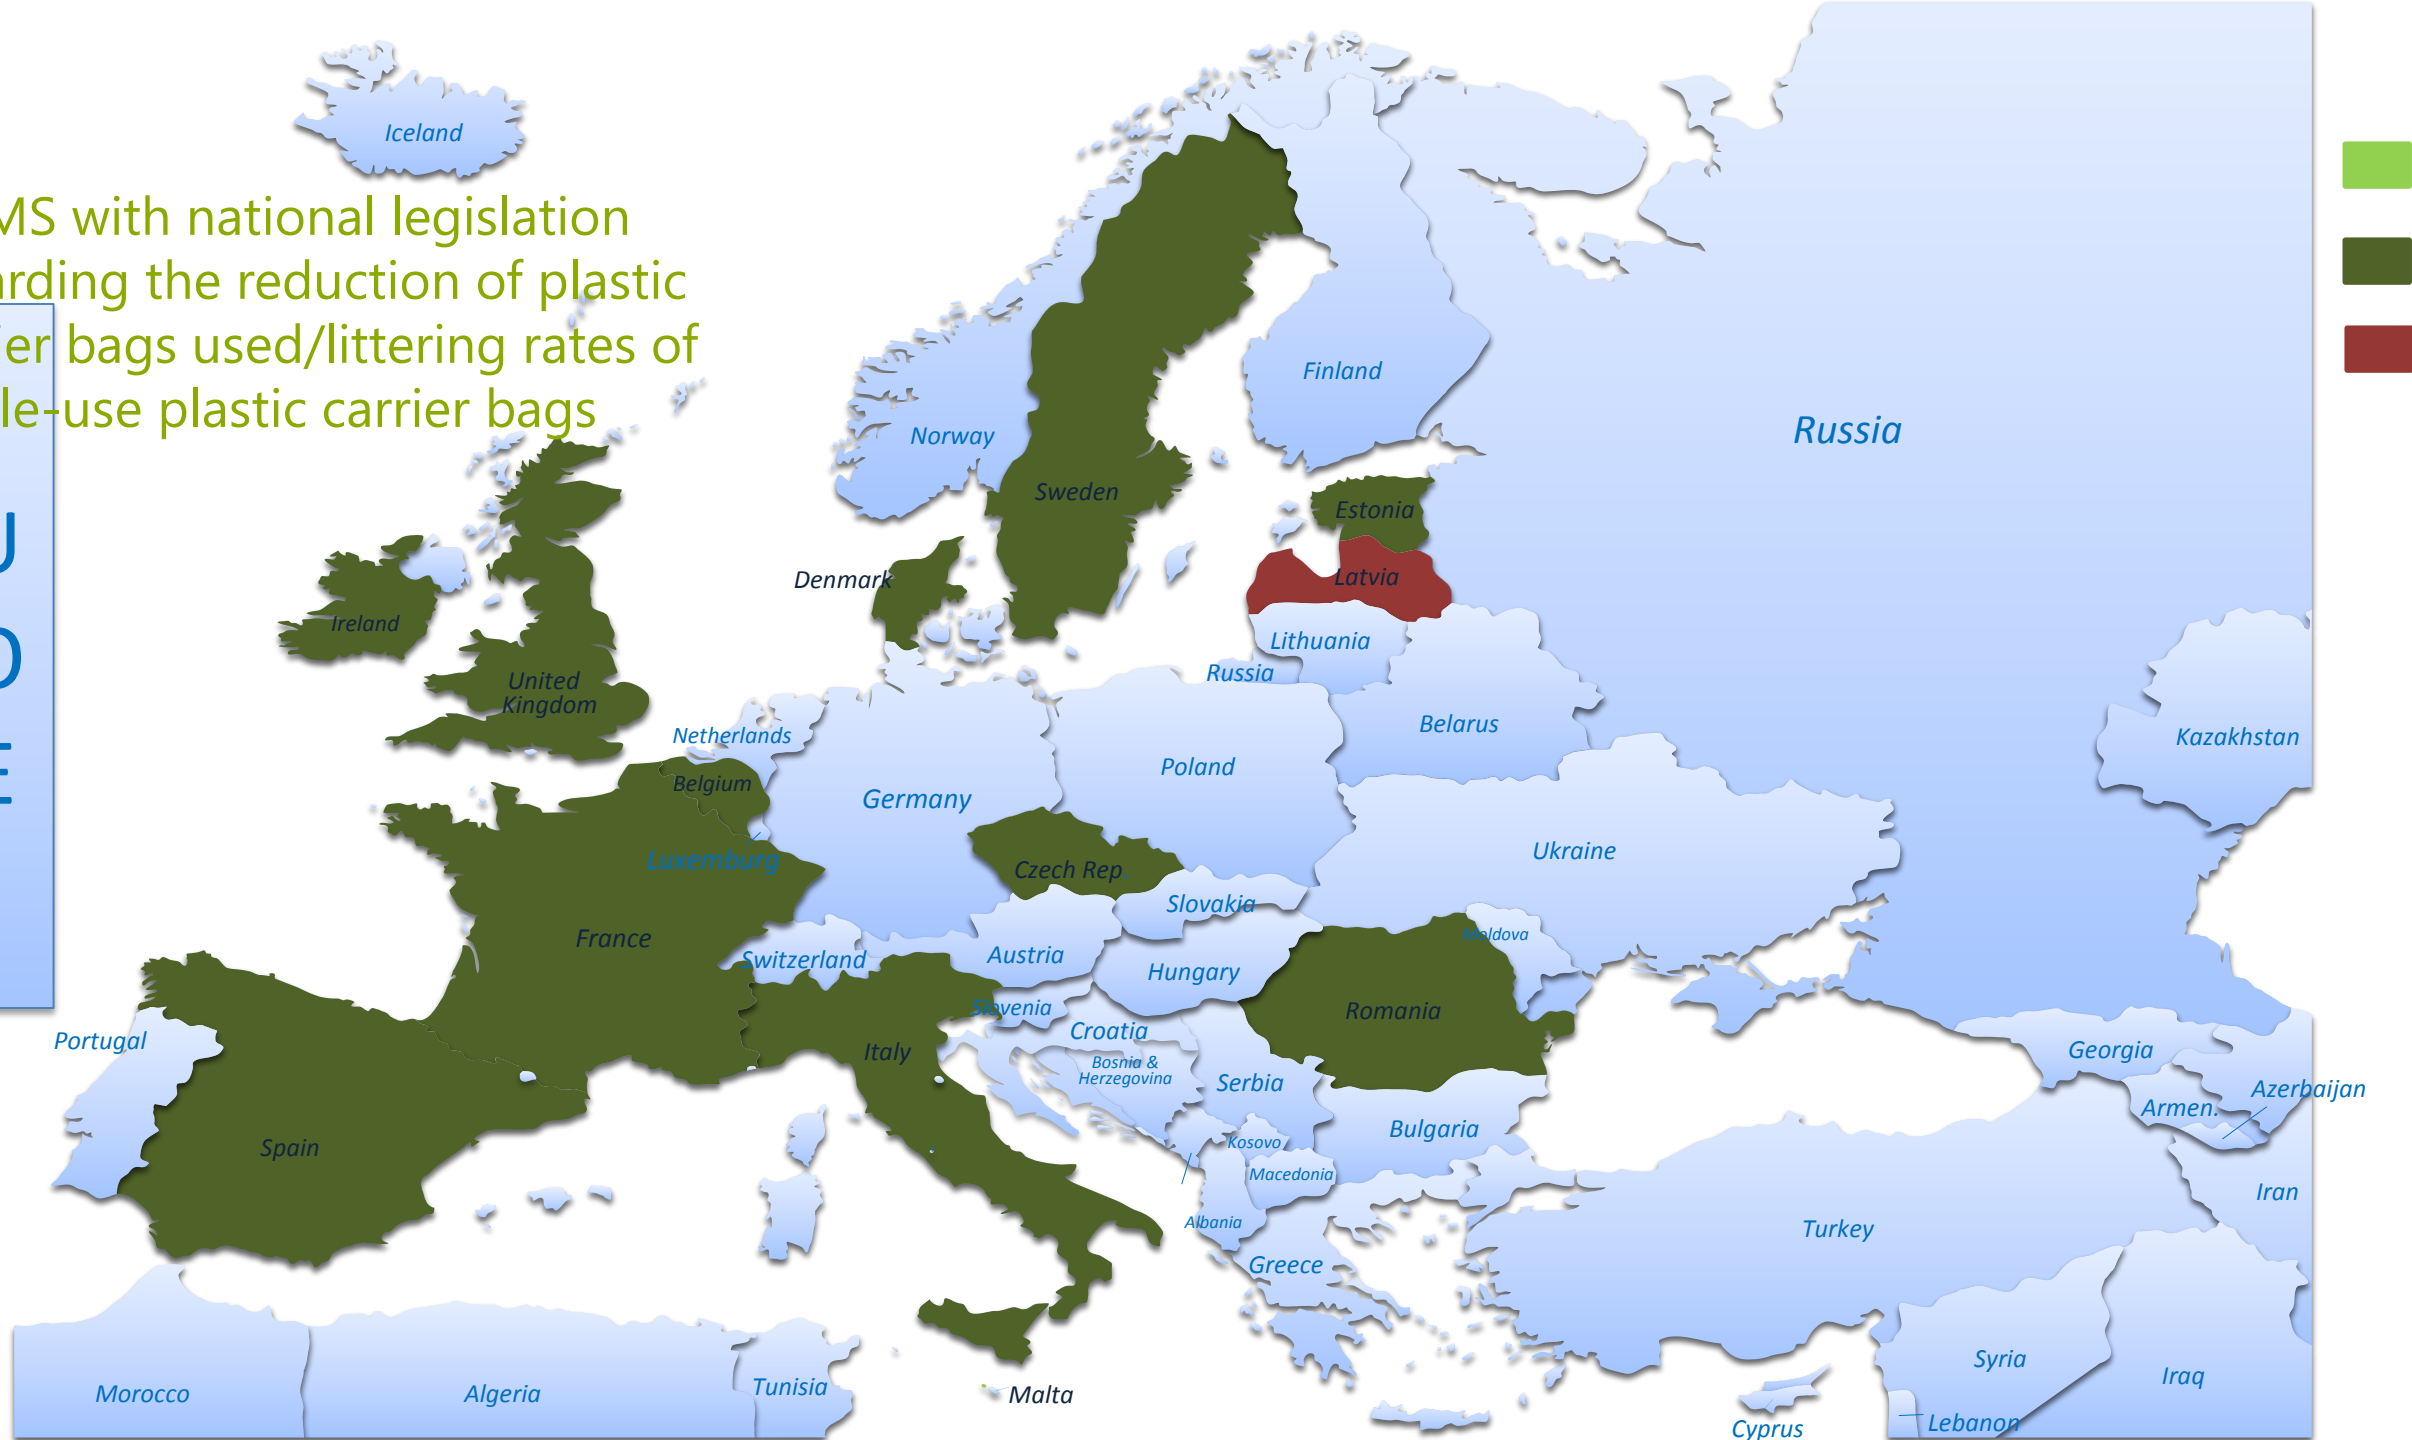 Iceland
MS with national legislation
arding the reduction of plastic
er bags used/littering rates of
le-use plastic carrier bags
U
E
Finland
Norway
Russia
Sweden
Estonia
Denmark
Latvia
Ireland
Lithuania
Russia
United
Kingdom
Belarus
Netherlands
Kazakhstan
Belgium
Poland
Germany
Ukraine
Luxemburg
Czech Rep.
Slovakia
Moldova
France
Switzerland
Austria
Hungary
Slovenia
Romania
Portugal
Croatia
Italy
Georgia
Bosnia &
Herzegovina
Serbia
Azerbaijan
Armen.
Bulgaria
Spain
Kosovo
Macedonia
Iran
Albania
Turkey
Greece
Syria
Iraq
Morocco
Algeria
Tunisia
Malta
Lebanon
Cyprus